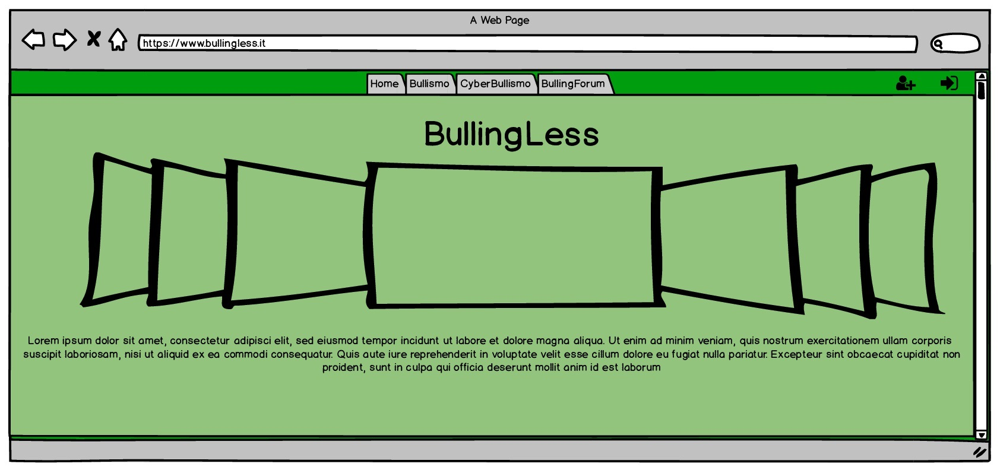 A Web Page
https://www.bullingless.it
Home Bullismo CyberBullismo BullingForum
BullingLess
Lorem ipsum dolor sit amet, consectetur adipisci elit, sed eiusmod tempor incidunt ut labore et dolore magna aliqua. Ut enim ad minim veniam, quis nostrum exercitationem ullam corporis
suscipit laboriosam, nisi ut aliquid ex ea commodi consequatur. Quis aute iure reprehenderit in voluptate velit esse cillum dolore eu fugiat nulla pariatur. Excepteur sint obcaecat cupiditat non
proident, sunt in culpa qui officia deserunt mollit anim id est laborum